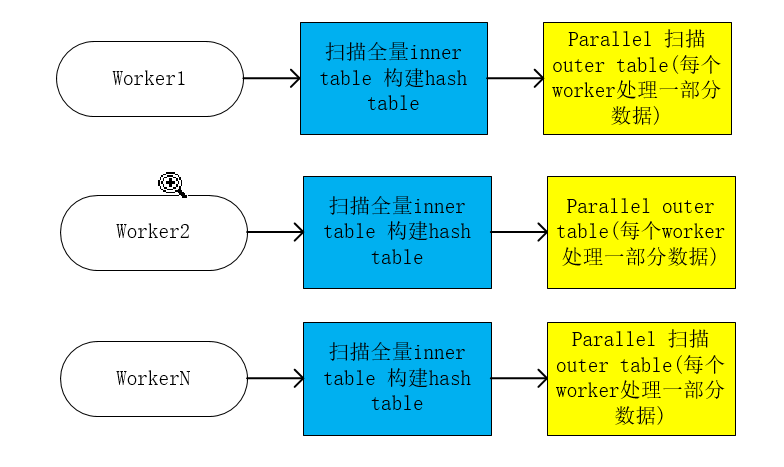 Worker1
扫描全量inner
table 构建hash
table
Parallel 扫描
outer table(每个
worker处理一部分
数据)
Worker2
扫描全量inner
table 构建hash
table
Parallel outer
table(每个worker
处理一部分数据)
WorkerN
扫描全量inner
table 构建hash
table
Parallel 扫描
outer table(每个
worker处理一部分
数据)